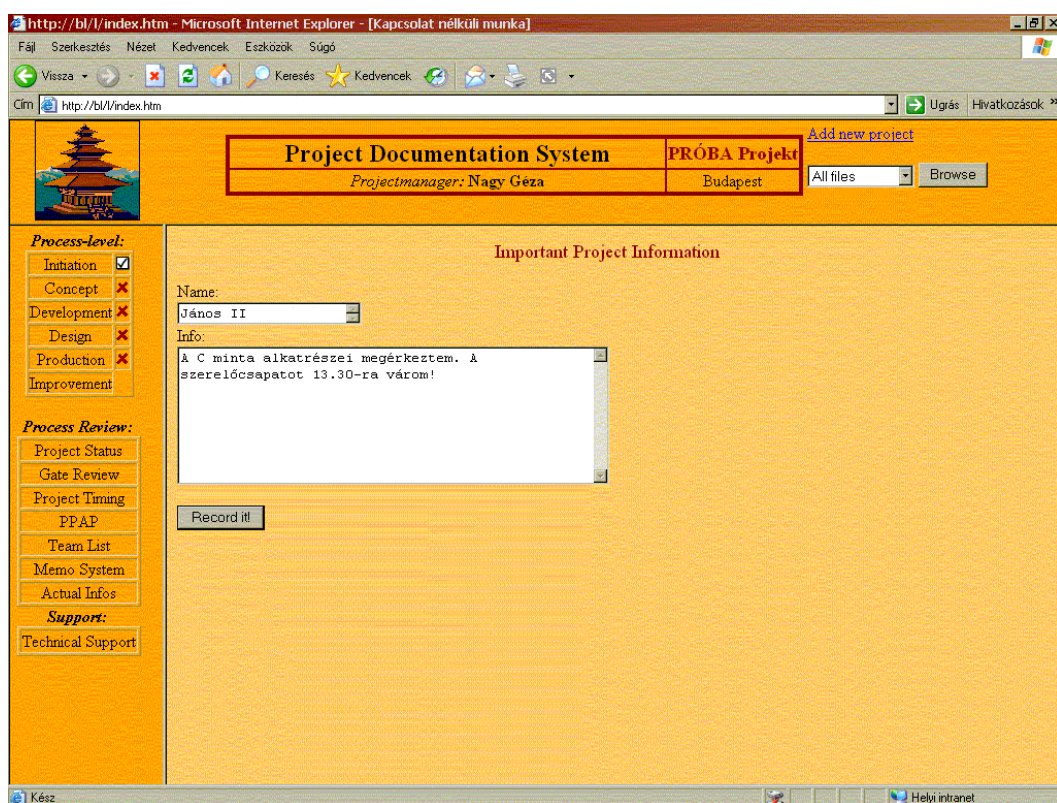 http://bl/l/index.htm - Microsoft Internet Explorer - [Kapcsolat nélküli munka]
Fájl Szerkesztés Nézet Kedvencek Eszközök Súgó
Vissza Keresés Kedvencek
Cím http://bl/l/index.htm Ugrás Hivatkozások »
Project Documentation System PRÓBA Projekt
Projectmanager: Nagy Géza Budapest
Add new project
All files Browse
Process-level:
Initiation
Concept
Development
Design
Production
Improvement
Process Review:
Project Status
Gate Review
Project Timing
PPAP
Team List
Memo System
Actual Infos
Support:
Technical Support
Important Project Information
Name:
János II
Info:
A C minta alkatrészei megérkeztem. A
szerelőcsapatot 13.30-ra várom!
Record it!
Kész Helyi intranet